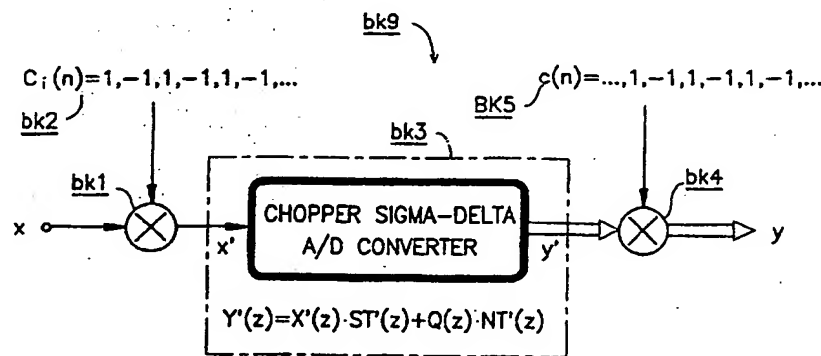 bk9
Cᵢ(n)=1,-1,1,-1,1,-1,...
c(n)=...,1,-1,1,-1,1,-1,...
bk2
BK5
bk3
bk1
bk4
CHOPPER SIGMA-DELTA
A/D CONVERTER
x
x'
y'
y
Y'(z)=X'(z)·ST'(z)+Q(z)·NT'(z)